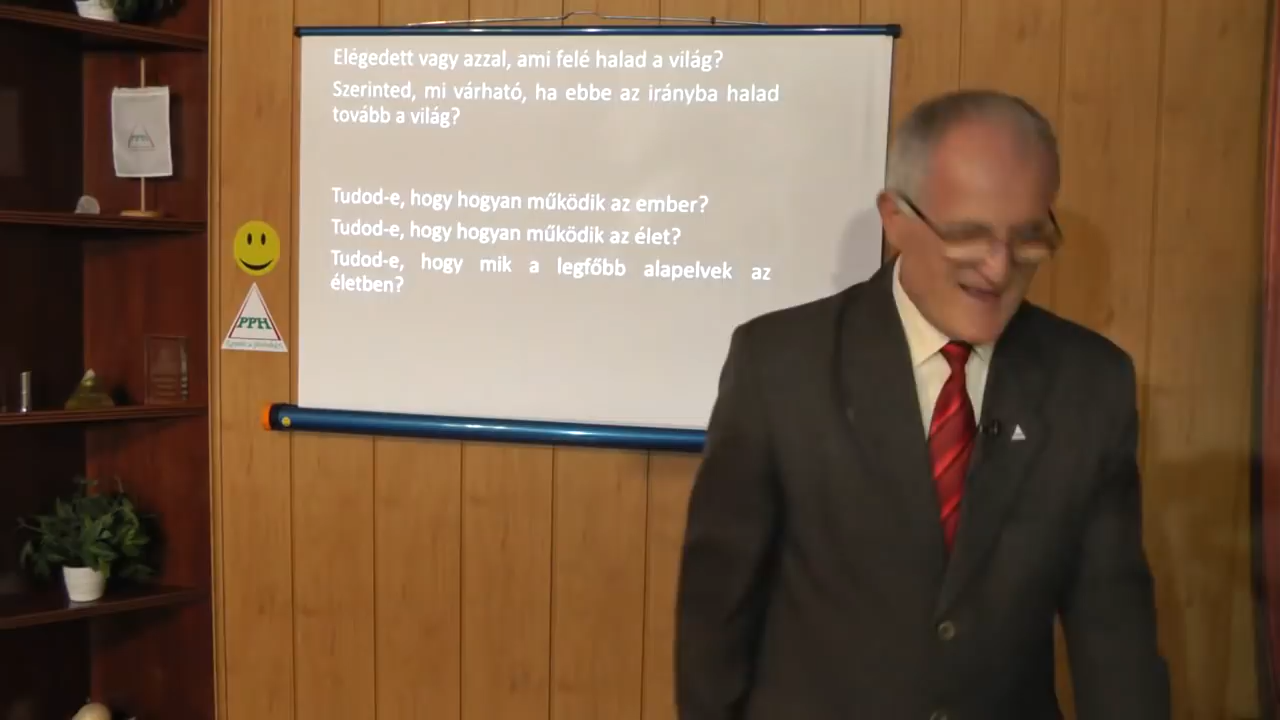 Elégedett vagy azzal, ami felé halad a világ?
Szerinted, mi várható, ha ebbe az irányba halad
tovább a világ?
Tudod-e, hogy hogyan működik az ember?
Tudod-e, hogy hogyan működik az élet?
Tudod-e, hogy mik a legfőbb alapelvek az
életben?
PPH